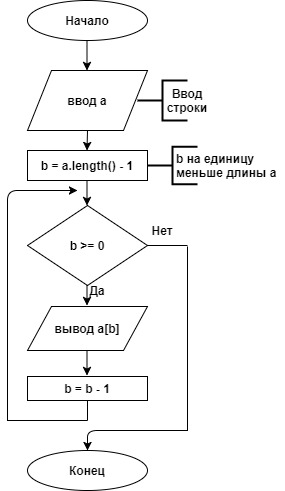 Начало
ввод a
Ввод
строки
b = a.length() - 1
b на единицу
меньше длины a
b >= 0
Нет
Да
вывод a[b]
b = b - 1
Конец